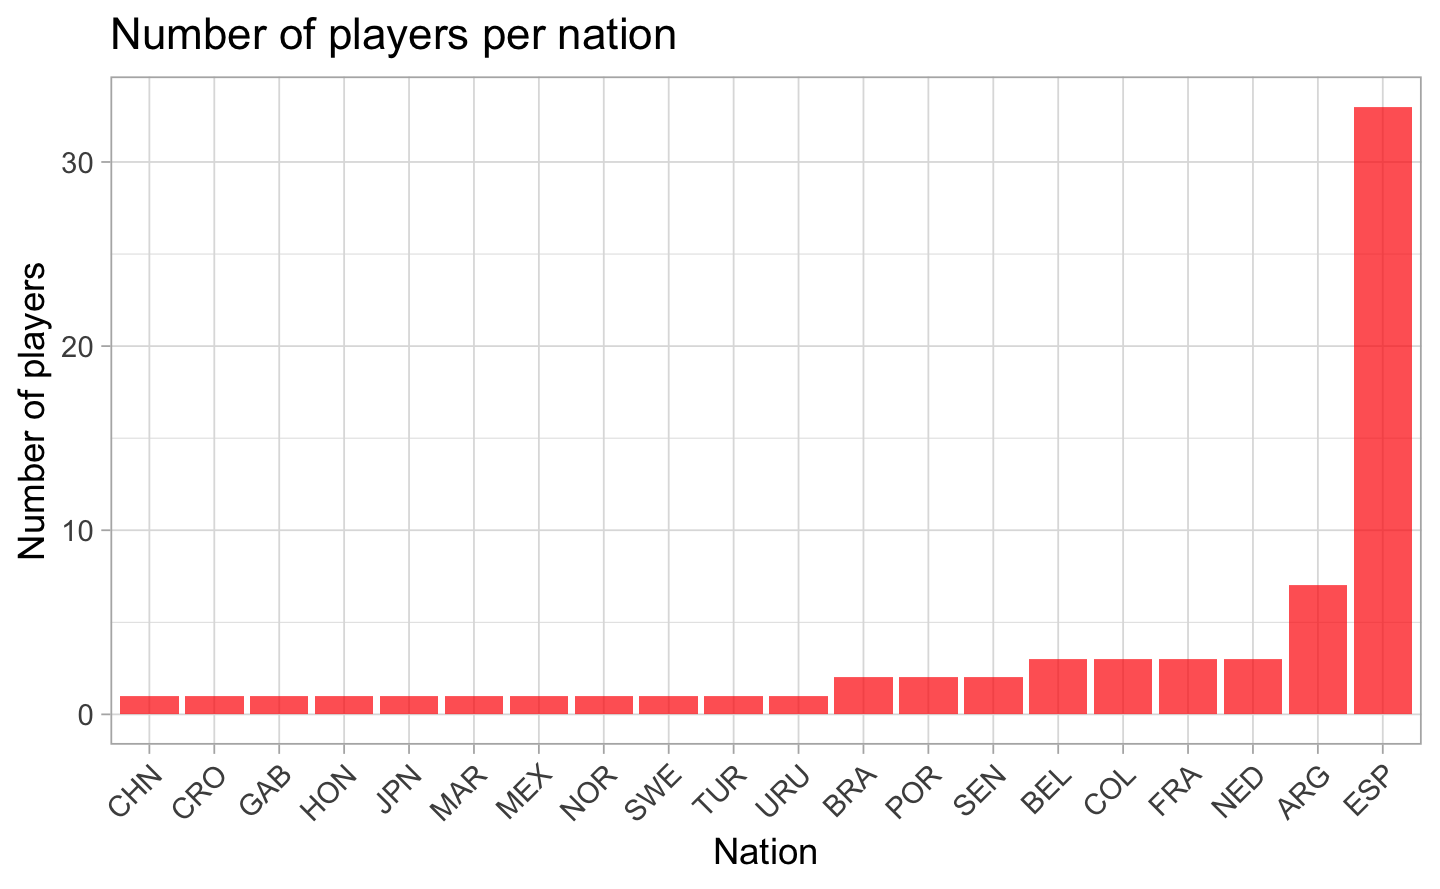 Number of players per nation
Number of players
30
20
10
0
CHN CRO GAB HON JPN MAR MEX NOR SWE TUR URU BRA POR SEN BEL COL FRA NED ARG ESP
Nation